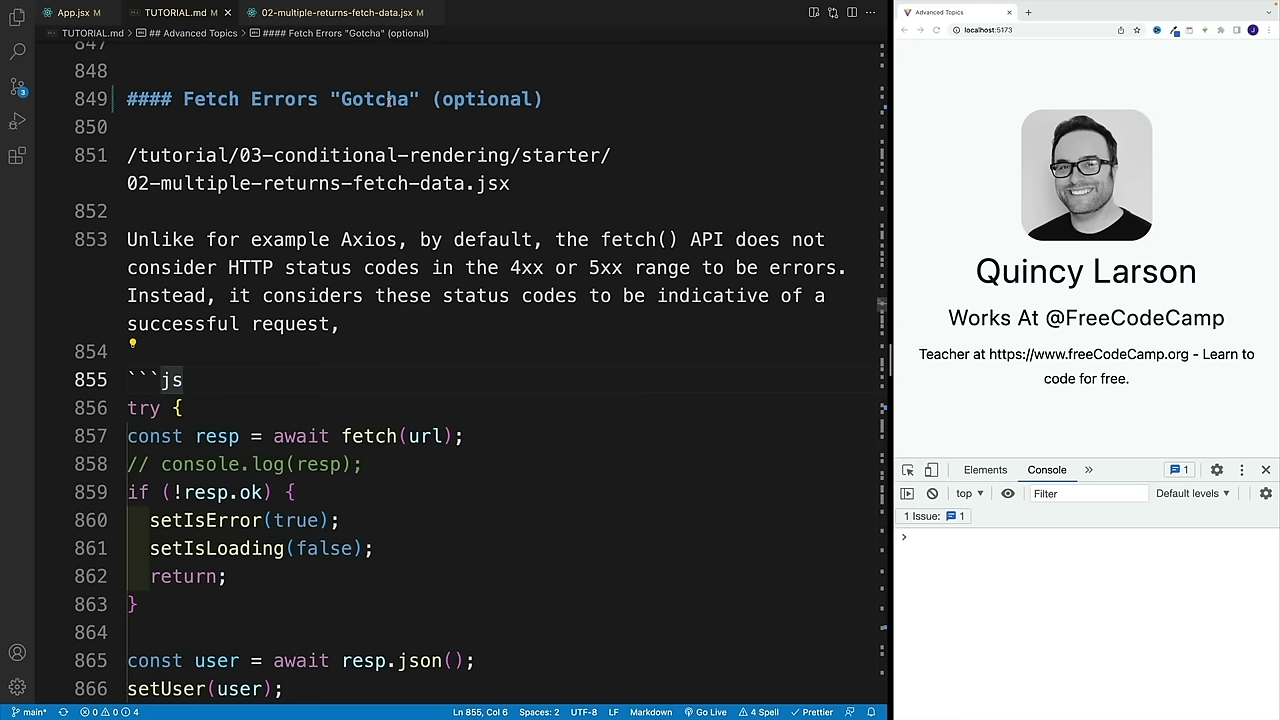 App.jsx M
TUTORIAL.md M
02-multiple-returns-fetch-data.jsx M
TUTORIAL.md > ## Advanced Topics > #### Fetch Errors "Gotcha" (optional)
847
848
849 #### Fetch Errors "Gotcha" (optional)
850
851 /tutorial/03-conditional-rendering/starter/
02-multiple-returns-fetch-data.jsx
852
853 Unlike for example Axios, by default, the fetch() API does not
consider HTTP status codes in the 4xx or 5xx range to be errors.
Instead, it considers these status codes to be indicative of a
successful request,
854
855 ```js
856 try {
857 const resp = await fetch(url);
858 // console.log(resp);
859 if (!resp.ok) {
860 setIsError(true);
861 setIsLoading(false);
862 return;
863 }
864
865 const user = await resp.json();
866 setUser(user);
3
main*
0 0 4
Ln 855, Col 6
Spaces: 2
UTF-8
LF
Markdown
Go Live
4 Spell
Prettier
Advanced Topics
localhost:5173
J
Quincy Larson
Works At @FreeCodeCamp
Teacher at https://www.freeCodeCamp.org - Learn to
code for free.
Elements
Console
1
top
Filter
Default levels
1 Issue: 1